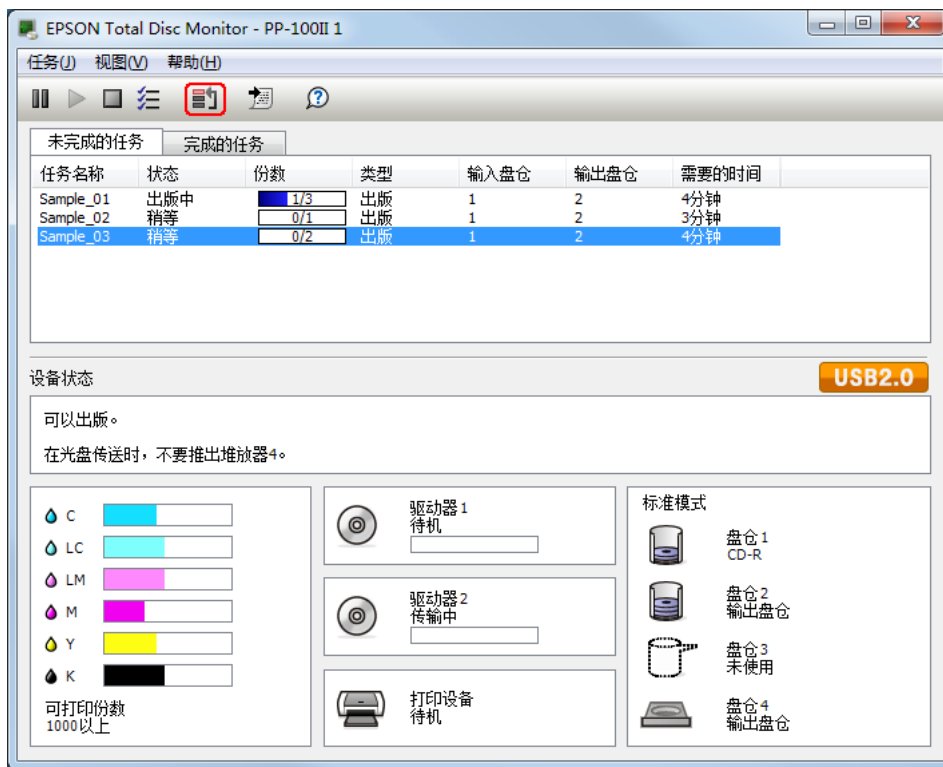 EPSON Total Disc Monitor - PP-100II 1
任务(J) 视图(V) 帮助(H)
未完成的任务 完成的任务
任务名称 状态 份数 类型 输入盘仓 输出盘仓 需要的时间
Sample_01 出版中 1/3 出版 1 2 4分钟
Sample_02 稍等 0/1 出版 1 2 3分钟
Sample_03 稍等 0/2 出版 1 2 4分钟
设备状态 USB2.0
可以出版。
在光盘传送时，不要推出堆放器4。
C
LC
LM
M
Y
K
可打印份数
1000以上
驱动器1
待机
驱动器2
传输中
打印设备
待机
标准模式
盘仓1
CD-R
盘仓2
输出盘仓
盘仓3
未使用
盘仓4
输出盘仓